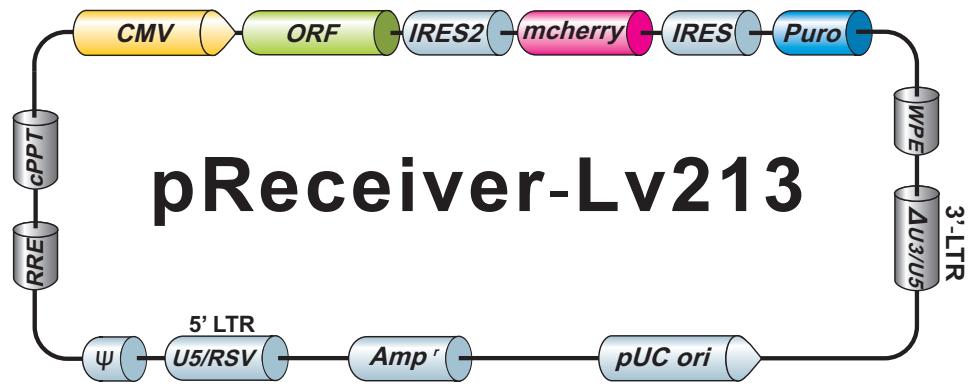 CMV ORF IRES2 mcherry IRES Puro
cPPT
WPE
pReceiver-Lv213
RRE
ΔU3/U5
3'-LTR
5' LTR
Ψ U5/RSV Amp r pUC ori